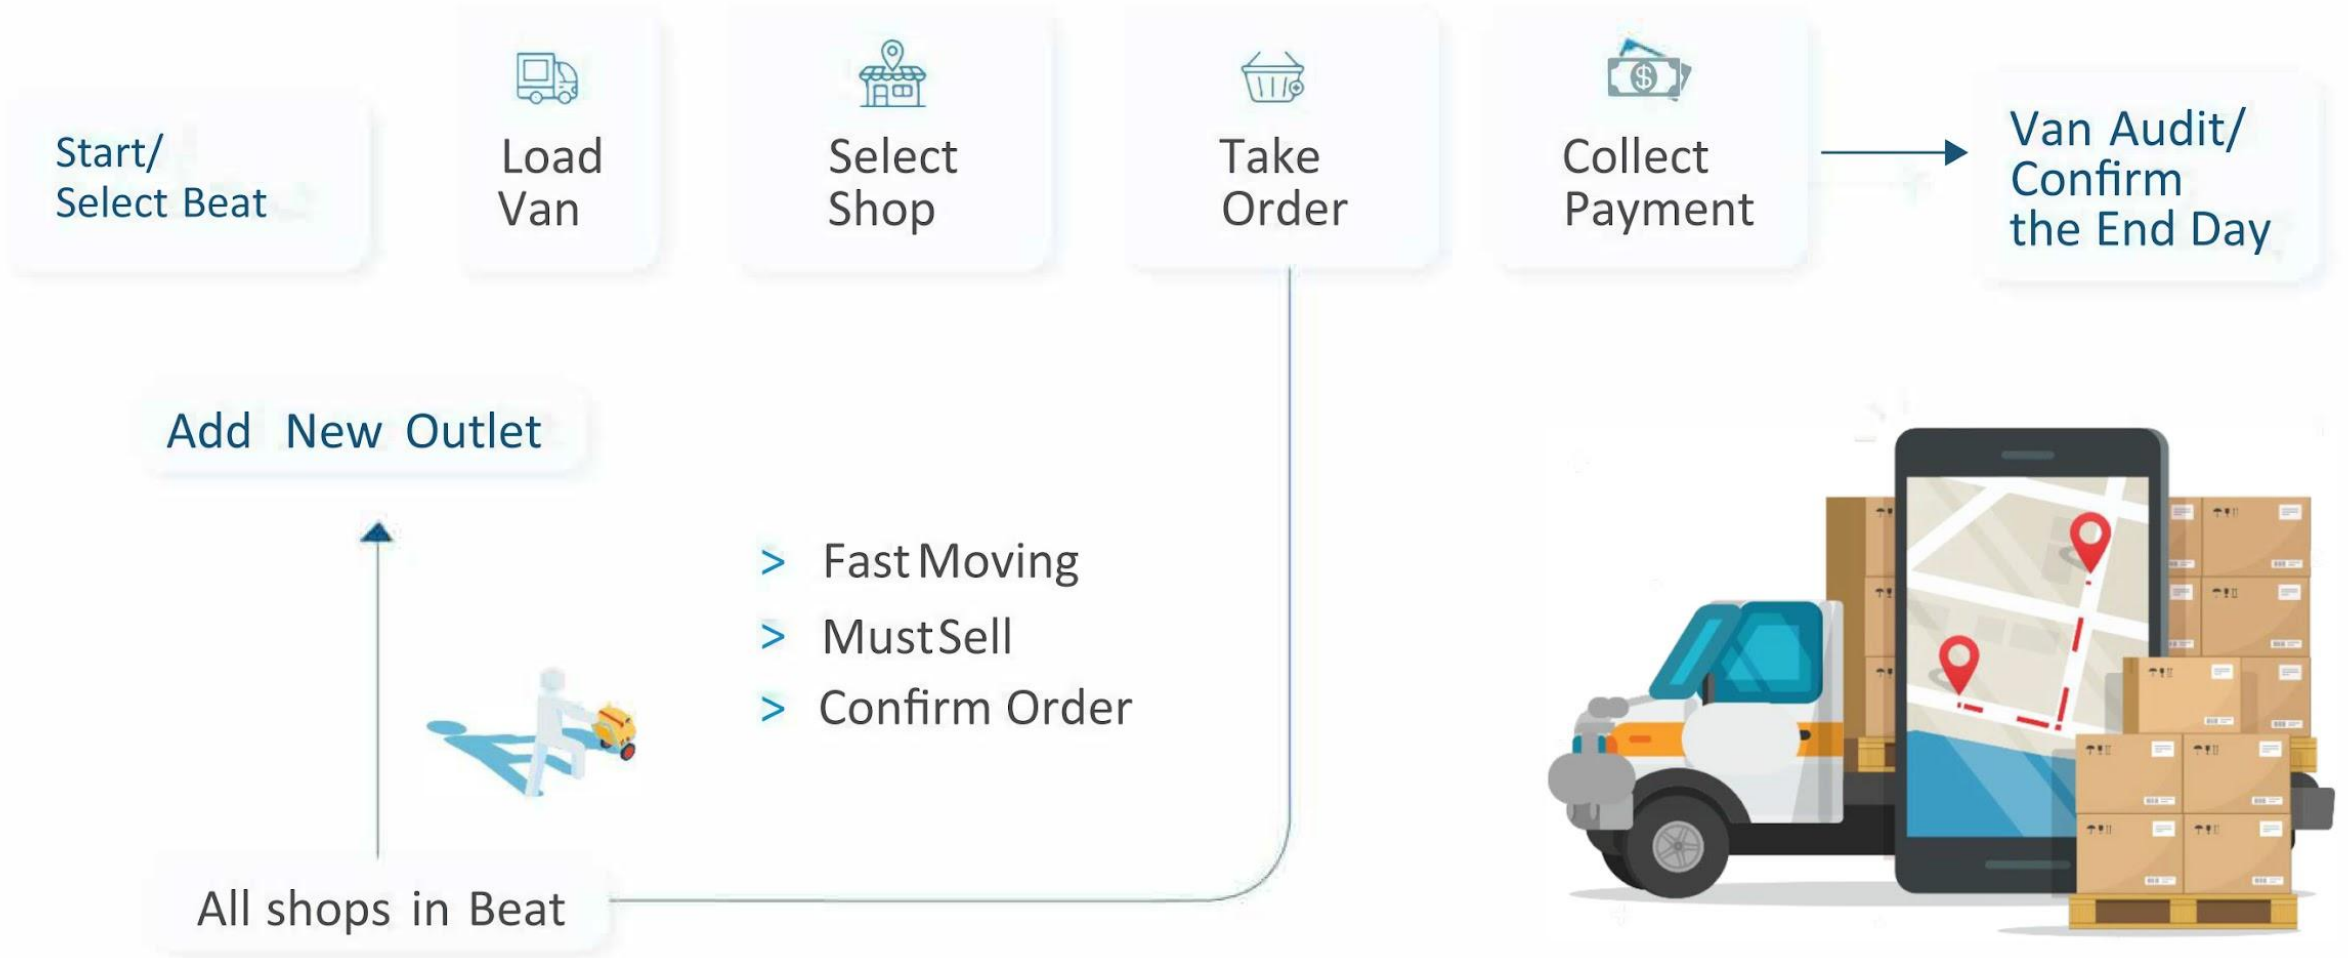 Start/
Select Beat
Load
Van
Select
Shop
Take
Order
$
Collect
Payment
Van Audit/
Confirm
the End Day
Add New Outlet
> Fast Moving
> Must Sell
> Confirm Order
All shops in Beat